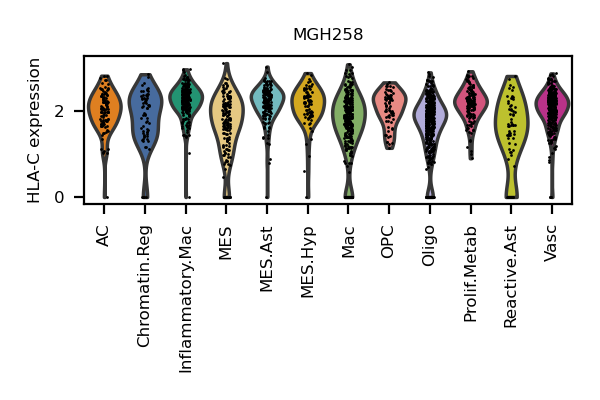 MGH258
HLA-C expression
2
0
AC
Chromatin.Reg
Inflammatory.Mac
MES
MES.Ast
MES.Hyp
Mac
OPC
Oligo
Prolif.Metab
Reactive.Ast
Vasc